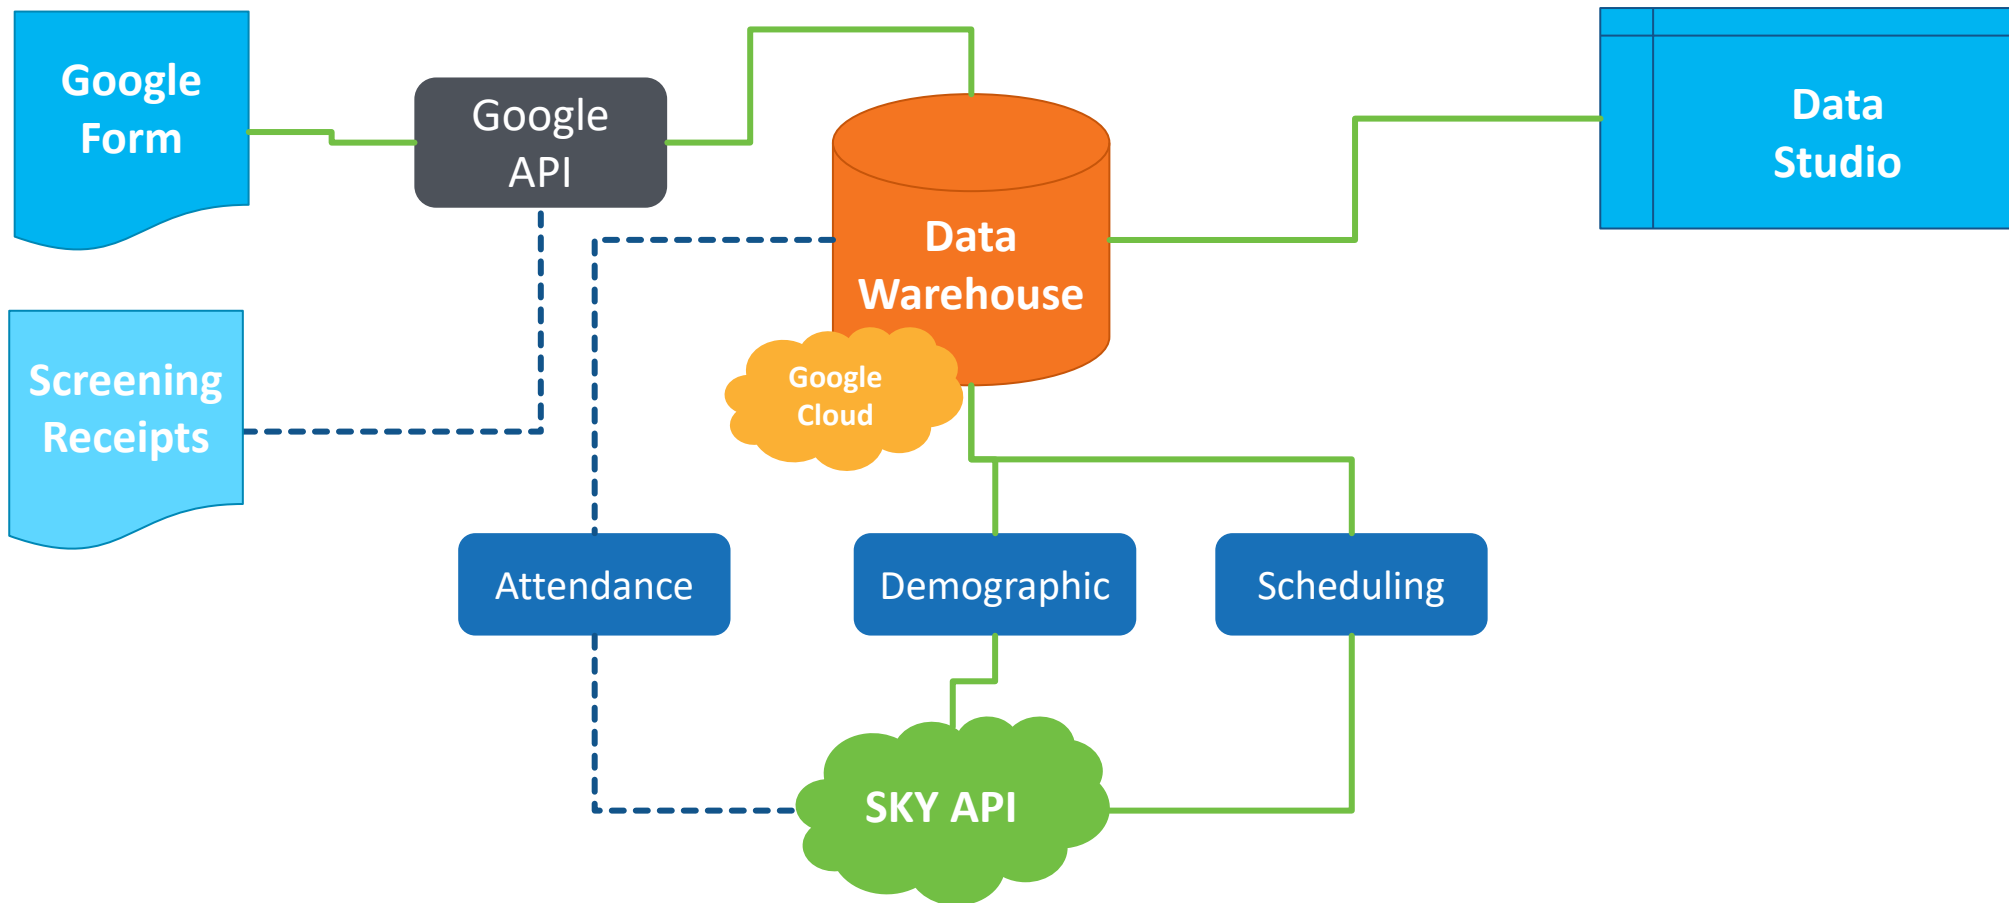 Google
Form
Google
API
Data
Studio
Data
Warehouse
Screening
Receipts
Google
Cloud
Attendance
Demographic
Scheduling
SKY API